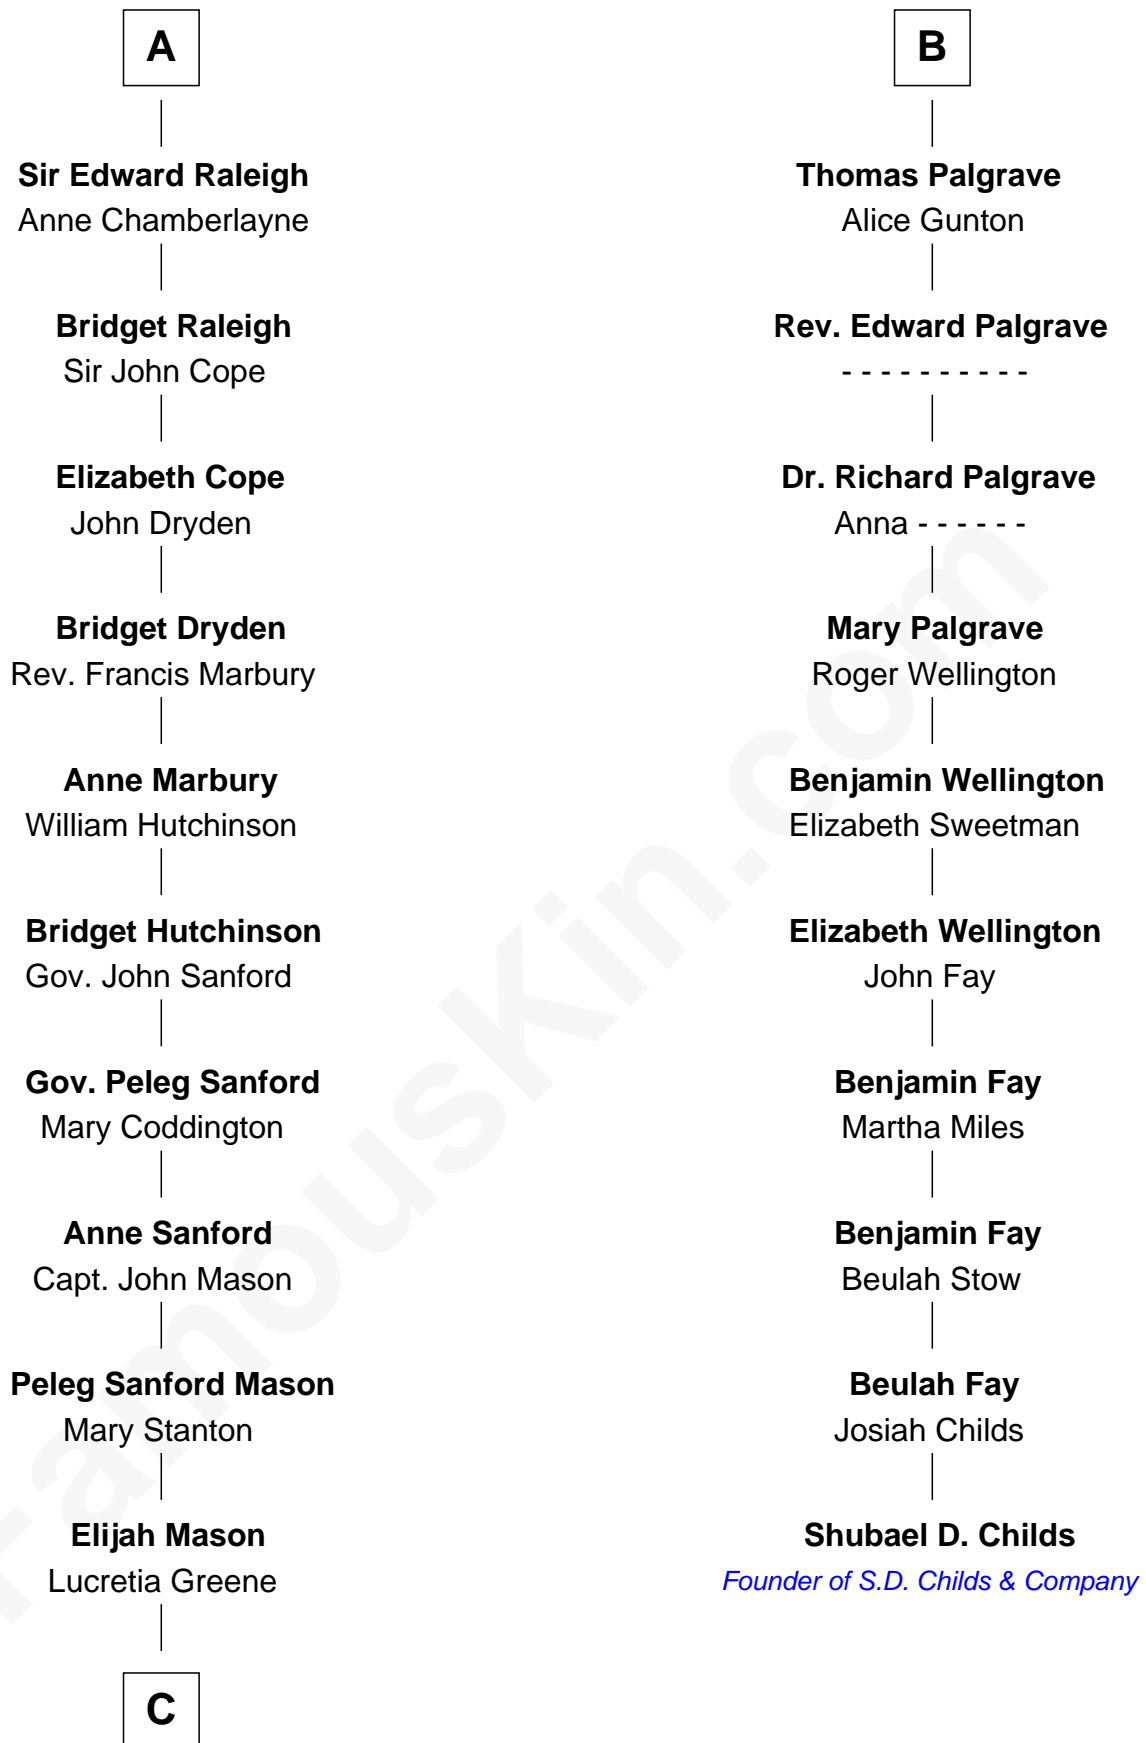 A
Sir Edward Raleigh
Anne Chamberlayne
Bridget Raleigh
Sir John Cope
Elizabeth Cope
John Dryden
Bridget Dryden
Rev. Francis Marbury
Anne Marbury
William Hutchinson
Bridget Hutchinson
Gov. John Sanford
Gov. Peleg Sanford
Mary Coddington
Anne Sanford
Capt. John Mason
Peleg Sanford Mason
Mary Stanton
Elijah Mason
Lucretia Greene
C
B
Thomas Palgrave
Alice Gunton
Rev. Edward Palgrave
- - - - - - - - - -
Dr. Richard Palgrave
Anna - - - - - -
Mary Palgrave
Roger Wellington
Benjamin Wellington
Elizabeth Sweetman
Elizabeth Wellington
John Fay
Benjamin Fay
Martha Miles
Benjamin Fay
Beulah Stow
Beulah Fay
Josiah Childs
Shubael D. Childs
Founder of S.D. Childs & Company
FamousKin.com